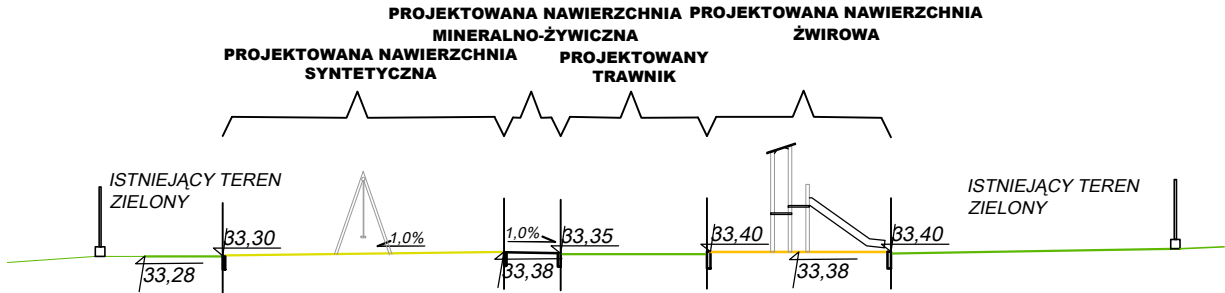 PROJEKTOWANA NAWIERZCHNIA
MINERALNO-ŻYWICZNA
PROJEKTOWANA NAWIERZCHNIA
ŻWIROWA
PROJEKTOWANA NAWIERZCHNIA
SYNTETYCZNA
PROJEKTOWANY
TRAWNIK
ISTNIEJĄCY TEREN
ZIELONY
ISTNIEJĄCY TEREN
ZIELONY
33,30
1,0%
1,0%
33,35
33,40
33,40
33,28
33,38
33,38